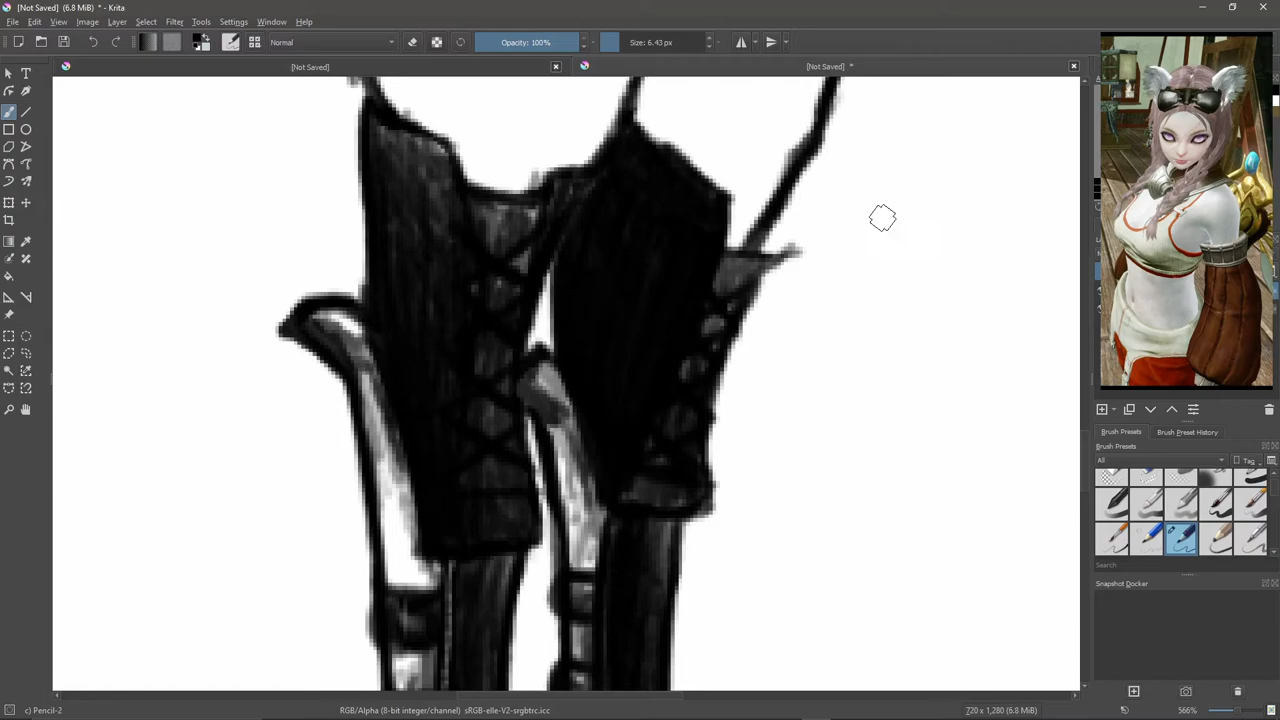 [Not Saved]  (6.8 MiB) * - Krita
File Edit View Image Layer Select Filter Tools Settings Window Help
Normal Opacity: 100% Size: 6.43 px
[Not Saved] [Not Saved] *
Brush Presets Brush Preset History
Brush Presets
All Tag
Search
Snapshot Docker
c) Pencil-2 RGB/Alpha (8-bit integer/channel) sRGB-elle-V2-srgbtrc.icc 720 x 1,280 (6.8 MiB) 566%